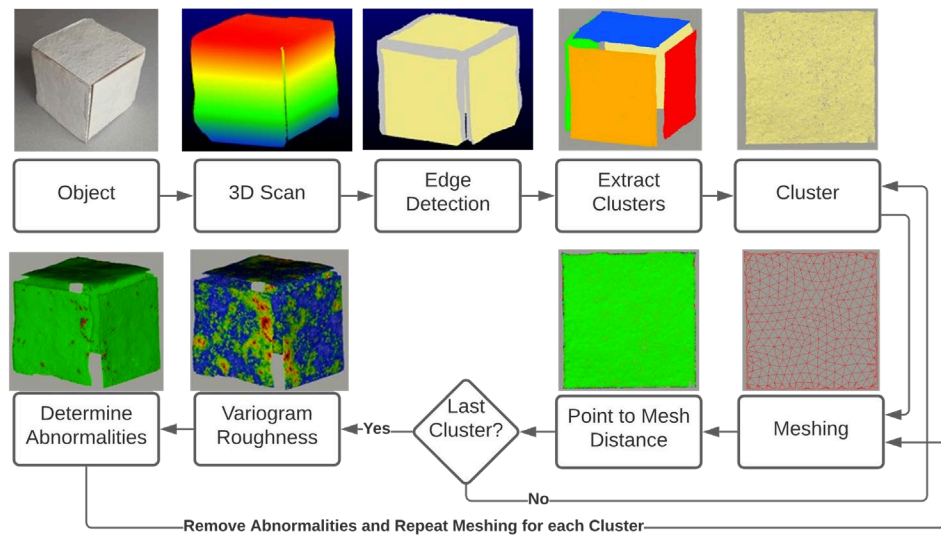 Object
3D Scan
Edge
Detection
Extract
Clusters
Cluster
Determine
Abnormalities
Variogram
Roughness
Yes
Last
Cluster?
Point to Mesh
Distance
Meshing
No
Remove Abnormalities and Repeat Meshing for each Cluster